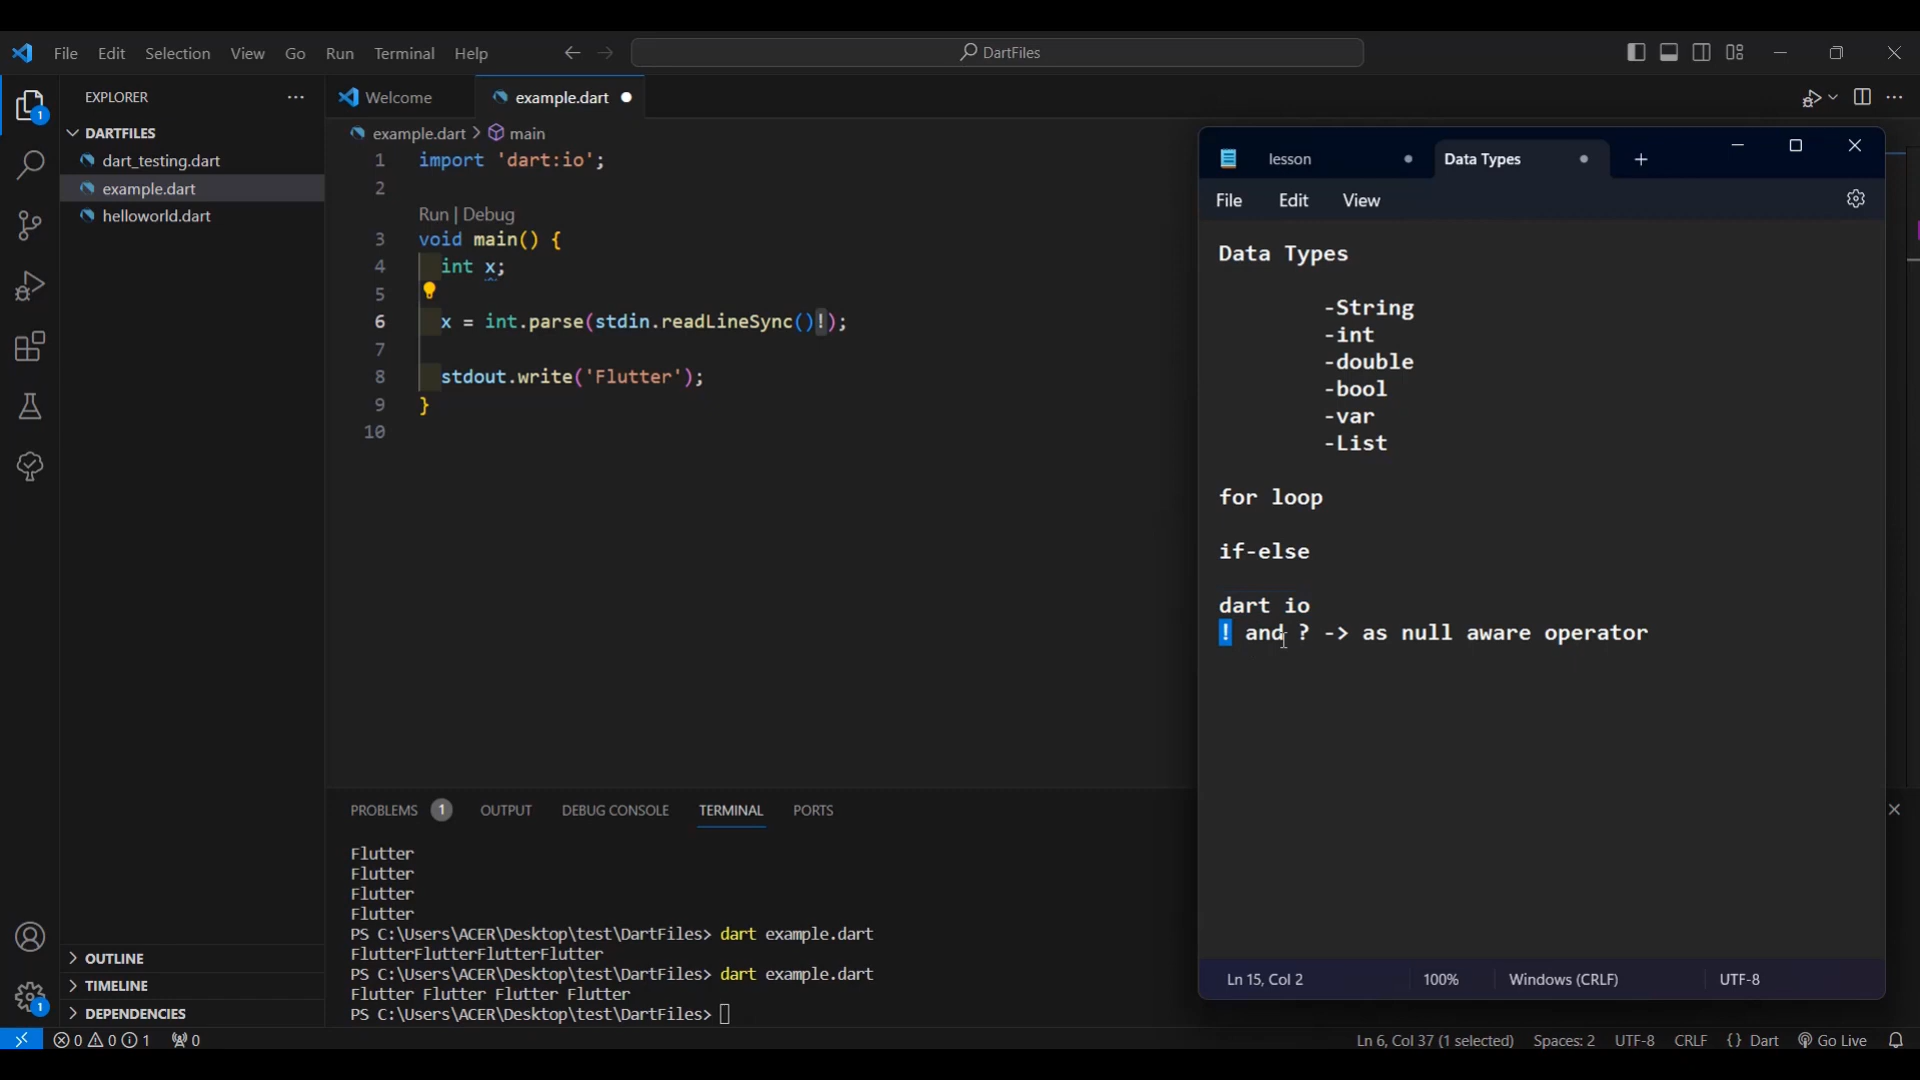 File Edit Selection View Go Run Terminal Help
DartFiles
EXPLORER
Welcome
example.dart
DARTFILES
dart_testing.dart
example.dart
helloworld.dart
OUTLINE
TIMELINE
DEPENDENCIES
example.dart > main
1 import 'dart:io';
2
Run | Debug
3 void main() {
4 int x;
5
6 x = int.parse(stdin.readLineSync()!);
7
8 stdout.write('Flutter');
9 }
10
PROBLEMS 1 OUTPUT DEBUG CONSOLE TERMINAL PORTS
Flutter
Flutter
Flutter
Flutter
PS C:\Users\ACER\Desktop\test\DartFiles> dart example.dart
FlutterFlutterFlutterFlutter
PS C:\Users\ACER\Desktop\test\DartFiles> dart example.dart
Flutter Flutter Flutter Flutter
PS C:\Users\ACER\Desktop\test\DartFiles>
lesson
Data Types
File Edit View
Data Types
-String
-int
-double
-bool
-var
-List
for loop
if-else
dart io
! and ? -> as null aware operator
Ln 15, Col 2 100% Windows (CRLF) UTF-8
1
1
0 0 1 0
Ln 6, Col 37 (1 selected) Spaces: 2 UTF-8 CRLF {} Dart Go Live